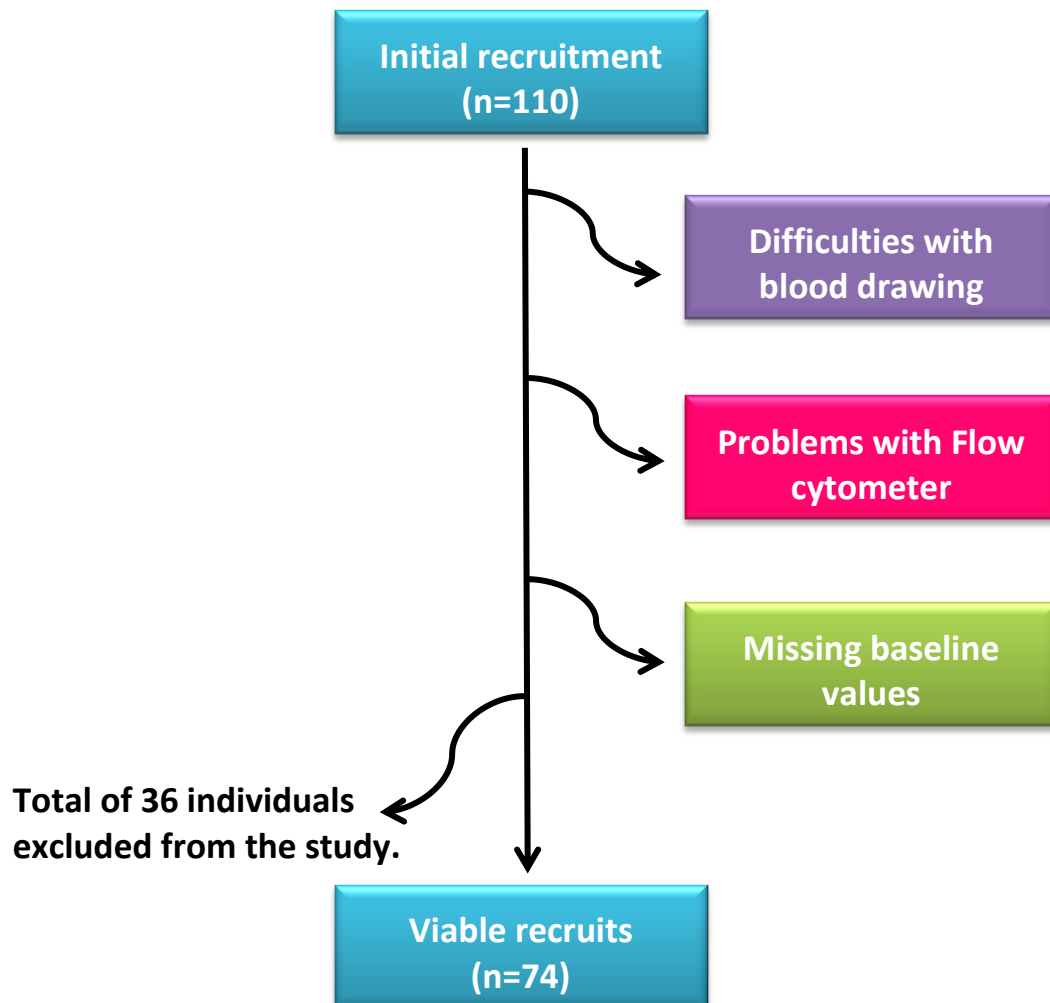 Initial recruitment
(n=110)
Difficulties with
blood drawing
Problems with Flow
cytometer
Missing baseline
values
Total of 36 individuals
excluded from the study.
Viable recruits
(n=74)